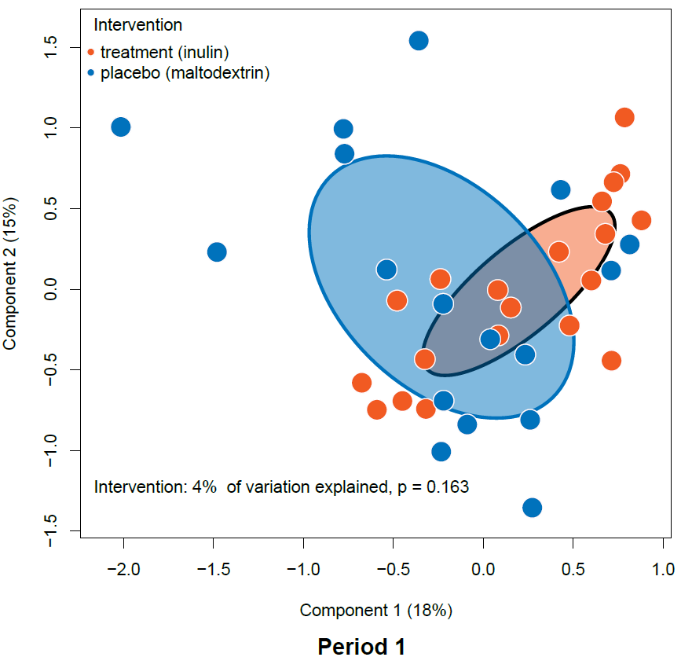 Intervention
treatment (inulin)
placebo (maltodextrin)
1.5
1.0
0.5
0.0
−0.5
−1.0
−1.5
Component 2 (15%)
Intervention: 4% of variation explained, p = 0.163
−2.0 −1.5 −1.0 −0.5 0.0 0.5 1.0
Component 1 (18%)
Period 1